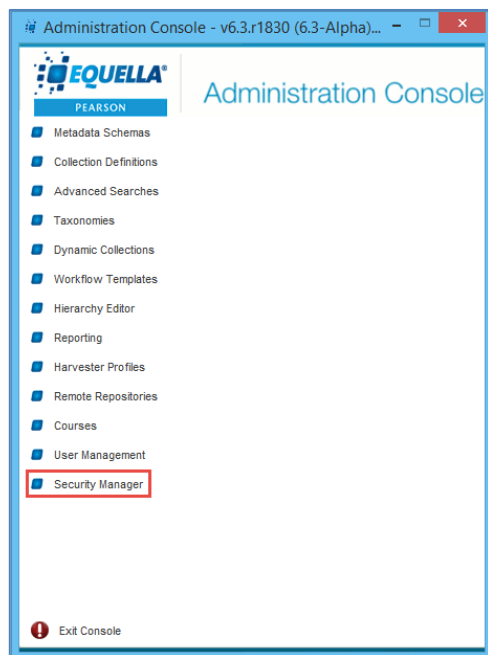 Administration Console - v6.3.r1830 (6.3-Alpha)...
EQUELLA®
PEARSON
Administration Console
Metadata Schemas
Collection Definitions
Advanced Searches
Taxonomies
Dynamic Collections
Workflow Templates
Hierarchy Editor
Reporting
Harvester Profiles
Remote Repositories
Courses
User Management
Security Manager
Exit Console